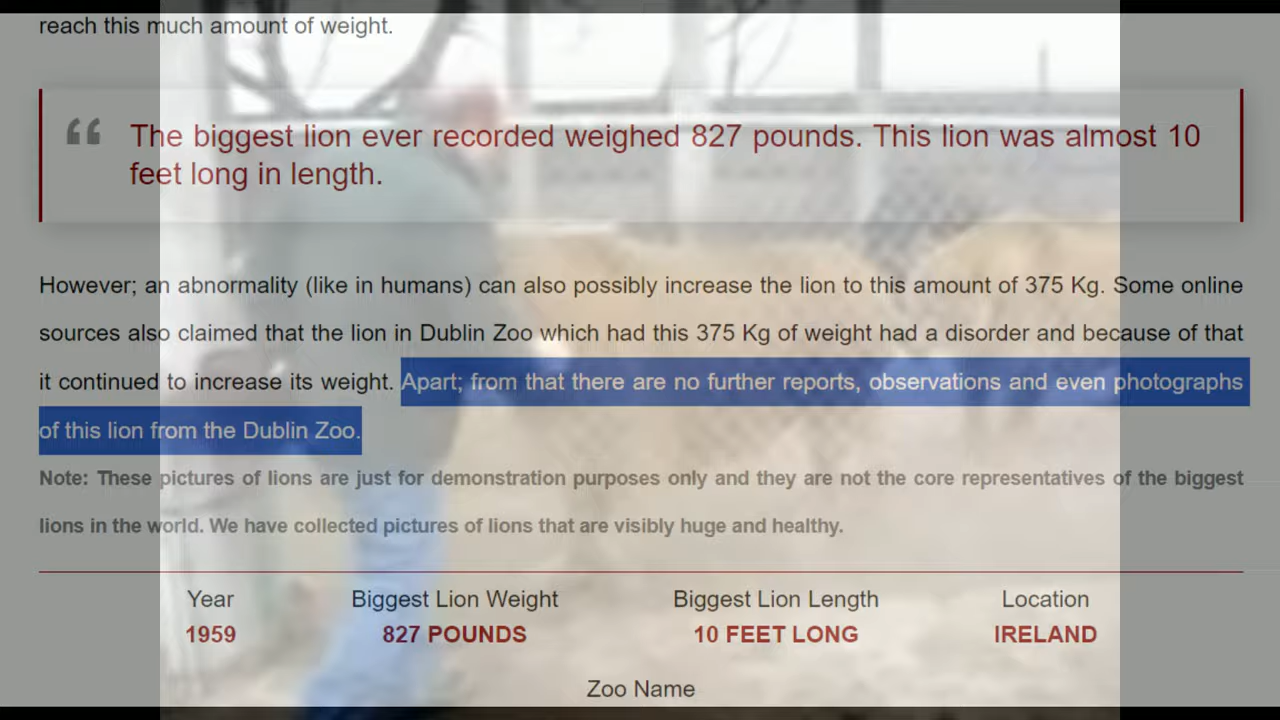 reach this much amount of weight.
“ The biggest lion ever recorded weighed 827 pounds. This lion was almost 10
feet long in length.
However; an abnormality (like in humans) can also possibly increase the lion to this amount of 375 Kg. Some online
sources also claimed that the lion in Dublin Zoo which had this 375 Kg of weight had a disorder and because of that
it continued to increase its weight. Apart; from that there are no further reports, observations and even photographs
of this lion from the Dublin Zoo.
Note: These pictures of lions are just for demonstration purposes only and they are not the core representatives of the biggest
lions in the world. We have collected pictures of lions that are visibly huge and healthy.
Year Biggest Lion Weight Biggest Lion Length Location
1959 827 POUNDS 10 FEET LONG IRELAND
Zoo Name